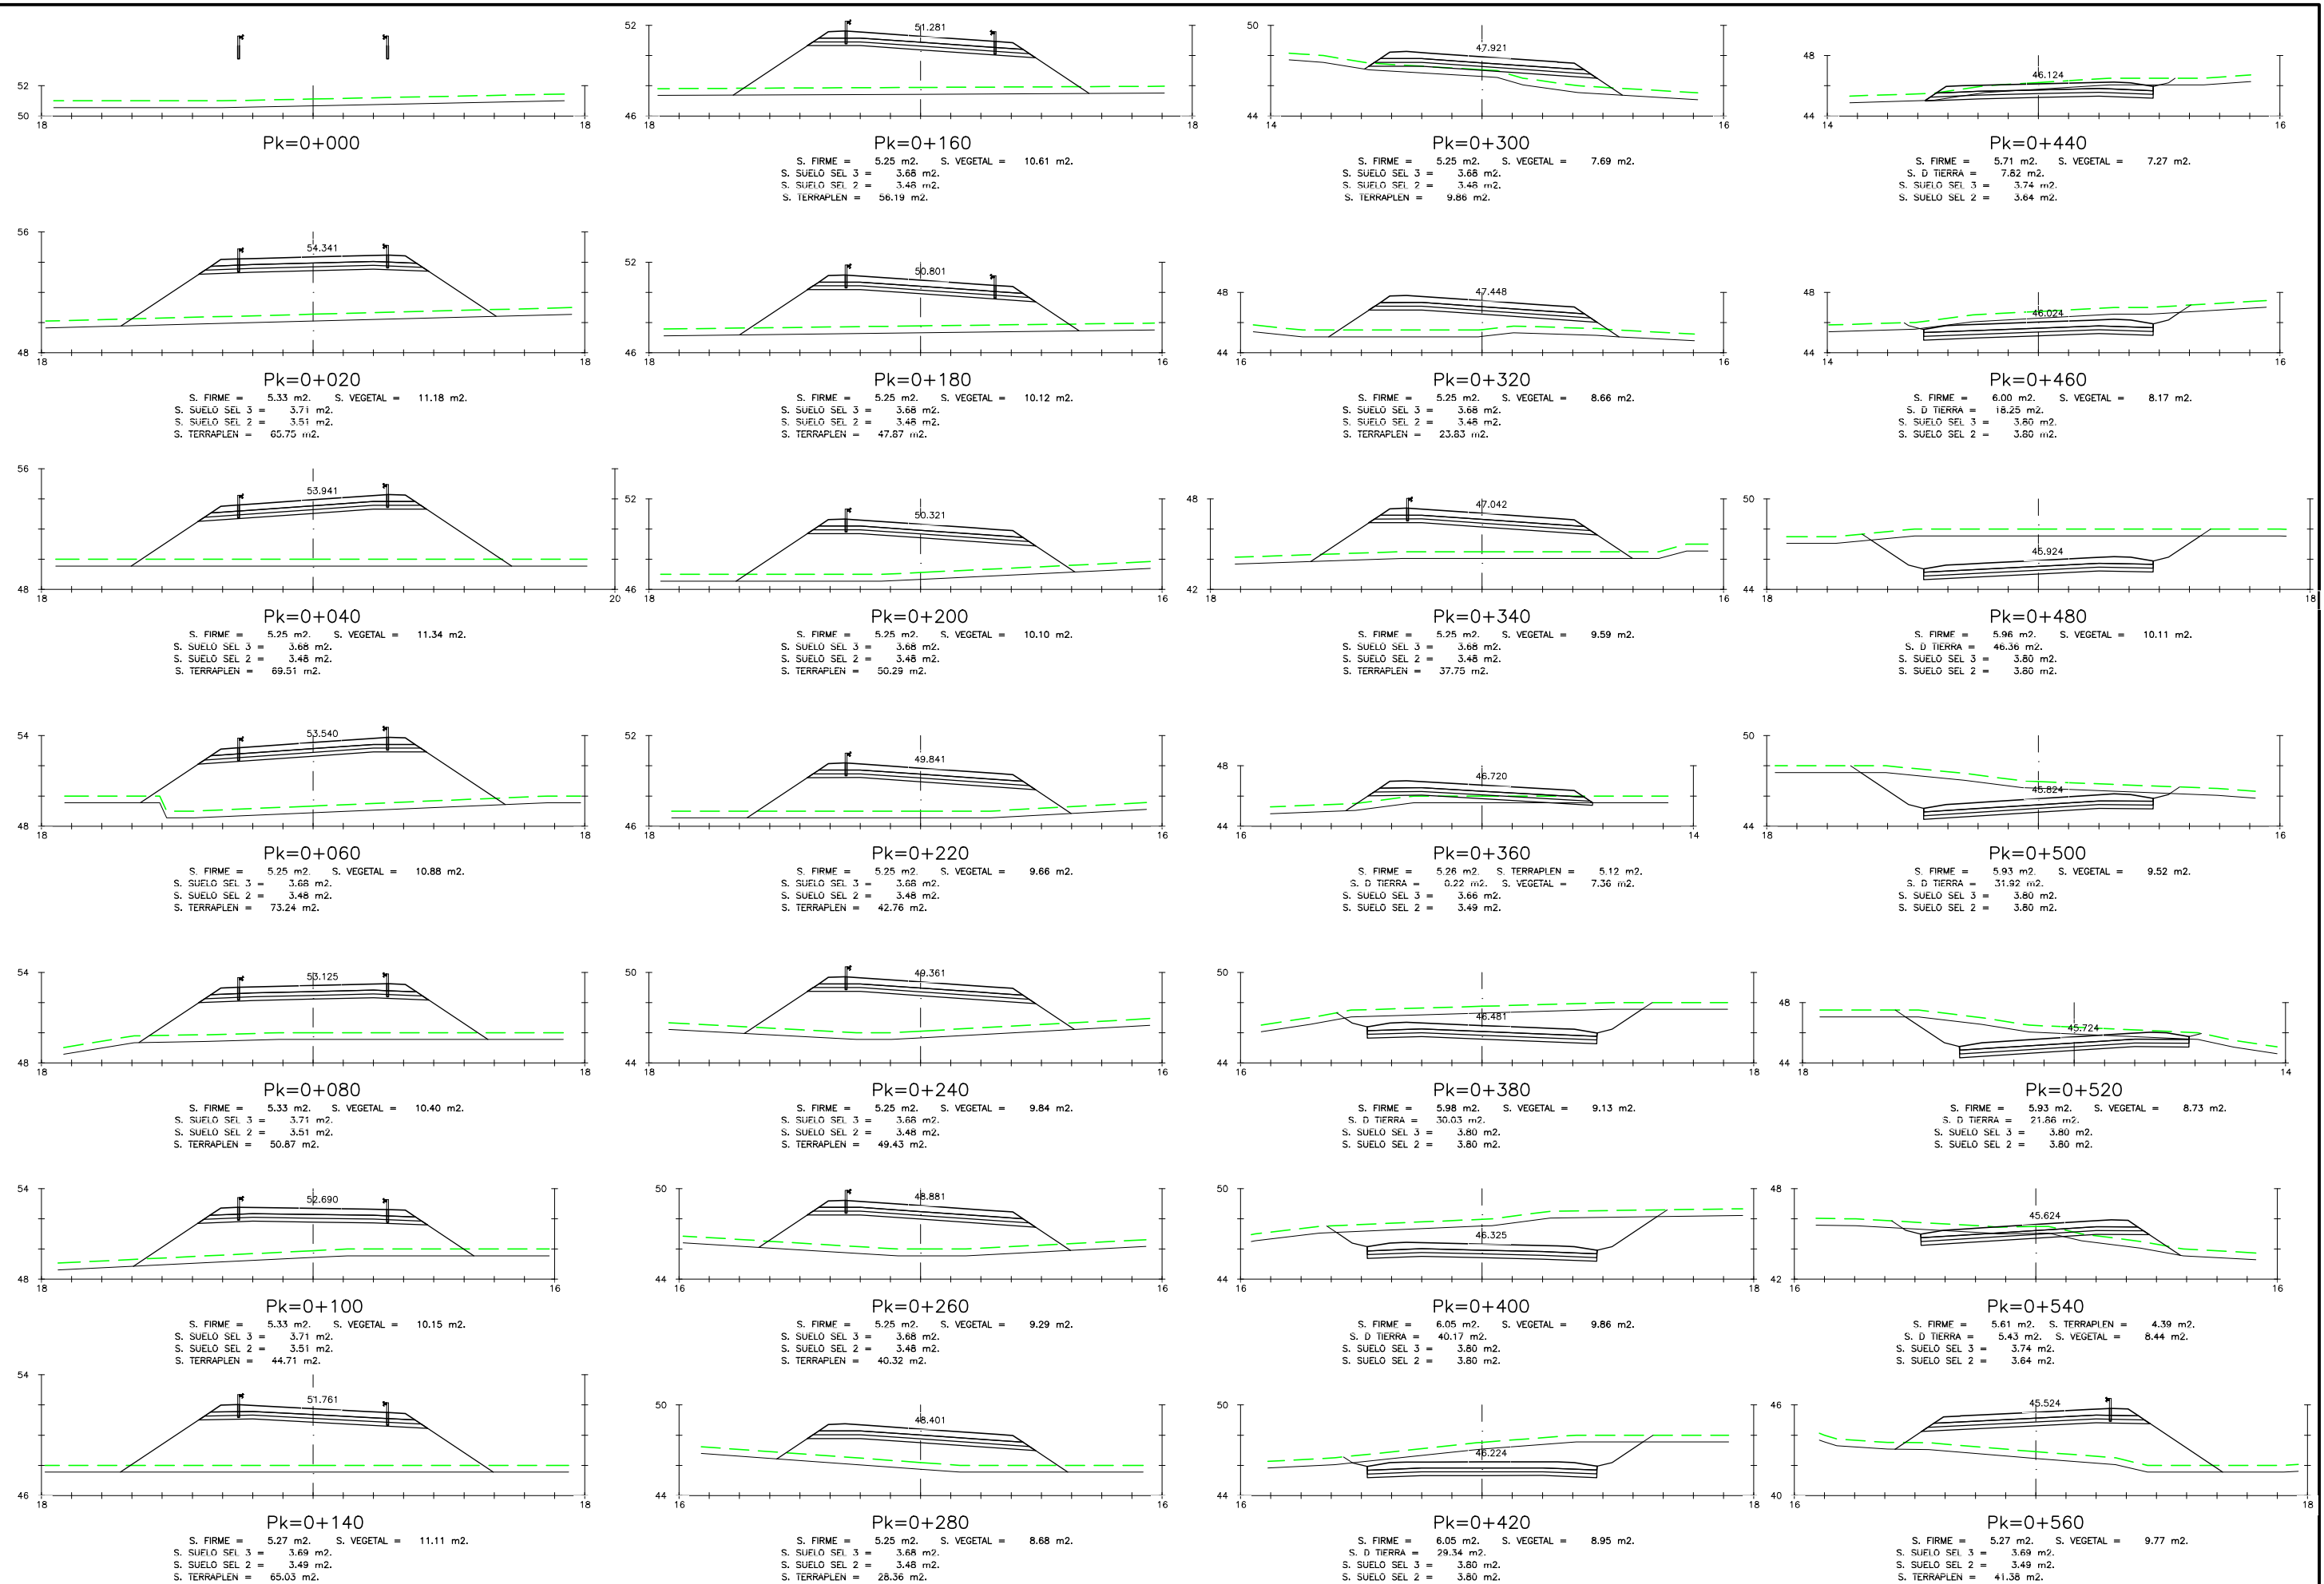 52
50
18
18
Pk=0+000
56
54.341
48
18
18
Pk=0+020
S. FIRME = 5.33 m2. S. VEGETAL = 11.18 m2.
S. SUELO SEL 3 = 3.71 m2.
S. SUELO SEL 2 = 3.51 m2.
S. TERRAPLEN = 65.75 m2.
56
53.941
48
18
20
Pk=0+040
S. FIRME = 5.25 m2. S. VEGETAL = 11.34 m2.
S. SUELO SEL 3 = 3.68 m2.
S. SUELO SEL 2 = 3.48 m2.
S. TERRAPLEN = 69.51 m2.
54
53.540
48
18
18
Pk=0+060
S. FIRME = 5.25 m2. S. VEGETAL = 10.88 m2.
S. SUELO SEL 3 = 3.68 m2.
S. SUELO SEL 2 = 3.48 m2.
S. TERRAPLEN = 73.24 m2.
54
53.125
48
18
18
Pk=0+080
S. FIRME = 5.33 m2. S. VEGETAL = 10.40 m2.
S. SUELO SEL 3 = 3.71 m2.
S. SUELO SEL 2 = 3.51 m2.
S. TERRAPLEN = 50.87 m2.
54
52.690
48
18
16
Pk=0+100
S. FIRME = 5.33 m2. S. VEGETAL = 10.15 m2.
S. SUELO SEL 3 = 3.71 m2.
S. SUELO SEL 2 = 3.51 m2.
S. TERRAPLEN = 44.71 m2.
54
51.761
46
18
18
Pk=0+140
S. FIRME = 5.27 m2. S. VEGETAL = 11.11 m2.
S. SUELO SEL 3 = 3.69 m2.
S. SUELO SEL 2 = 3.49 m2.
S. TERRAPLEN = 65.03 m2.
52
51.281
46
18
18
Pk=0+160
S. FIRME = 5.25 m2. S. VEGETAL = 10.61 m2.
S. SUELO SEL 3 = 3.68 m2.
S. SUELO SEL 2 = 3.48 m2.
S. TERRAPLEN = 56.19 m2.
52
50.801
46
18
16
Pk=0+180
S. FIRME = 5.25 m2. S. VEGETAL = 10.12 m2.
S. SUELO SEL 3 = 3.68 m2.
S. SUELO SEL 2 = 3.48 m2.
S. TERRAPLEN = 47.87 m2.
52
50.321
46
18
16
Pk=0+200
S. FIRME = 5.25 m2. S. VEGETAL = 10.10 m2.
S. SUELO SEL 3 = 3.68 m2.
S. SUELO SEL 2 = 3.48 m2.
S. TERRAPLEN = 50.29 m2.
52
49.841
46
18
16
Pk=0+220
S. FIRME = 5.25 m2. S. VEGETAL = 9.66 m2.
S. SUELO SEL 3 = 3.68 m2.
S. SUELO SEL 2 = 3.48 m2.
S. TERRAPLEN = 42.76 m2.
50
49.361
44
18
16
Pk=0+240
S. FIRME = 5.25 m2. S. VEGETAL = 9.84 m2.
S. SUELO SEL 3 = 3.68 m2.
S. SUELO SEL 2 = 3.48 m2.
S. TERRAPLEN = 49.43 m2.
50
48.881
44
16
16
Pk=0+260
S. FIRME = 5.25 m2. S. VEGETAL = 9.29 m2.
S. SUELO SEL 3 = 3.68 m2.
S. SUELO SEL 2 = 3.48 m2.
S. TERRAPLEN = 40.32 m2.
50
48.401
44
16
16
Pk=0+280
S. FIRME = 5.25 m2. S. VEGETAL = 8.68 m2.
S. SUELO SEL 3 = 3.68 m2.
S. SUELO SEL 2 = 3.48 m2.
S. TERRAPLEN = 28.36 m2.
50
47.921
44
14
16
Pk=0+300
S. FIRME = 5.25 m2. S. VEGETAL = 7.69 m2.
S. SUELO SEL 3 = 3.68 m2.
S. SUELO SEL 2 = 3.48 m2.
S. TERRAPLEN = 9.86 m2.
48
47.448
44
16
16
Pk=0+320
S. FIRME = 5.25 m2. S. VEGETAL = 8.66 m2.
S. SUELO SEL 3 = 3.68 m2.
S. SUELO SEL 2 = 3.48 m2.
S. TERRAPLEN = 23.83 m2.
48
47.042
42
18
16
Pk=0+340
S. FIRME = 5.25 m2. S. VEGETAL = 9.59 m2.
S. SUELO SEL 3 = 3.68 m2.
S. SUELO SEL 2 = 3.48 m2.
S. TERRAPLEN = 37.75 m2.
48
46.720
44
16
14
Pk=0+360
S. FIRME = 5.26 m2. S. TERRAPLEN = 5.12 m2.
S. D TIERRA = 0.22 m2. S. VEGETAL = 7.36 m2.
S. SUELO SEL 3 = 3.66 m2.
S. SUELO SEL 2 = 3.49 m2.
50
46.481
44
16
18
Pk=0+380
S. FIRME = 5.98 m2. S. VEGETAL = 9.13 m2.
S. D TIERRA = 30.03 m2.
S. SUELO SEL 3 = 3.80 m2.
S. SUELO SEL 2 = 3.80 m2.
50
46.325
44
16
18
Pk=0+400
S. FIRME = 6.05 m2. S. VEGETAL = 9.86 m2.
S. D TIERRA = 40.17 m2.
S. SUELO SEL 3 = 3.80 m2.
S. SUELO SEL 2 = 3.80 m2.
50
46.224
44
16
18
Pk=0+420
S. FIRME = 6.05 m2. S. VEGETAL = 8.95 m2.
S. D TIERRA = 29.34 m2.
S. SUELO SEL 3 = 3.80 m2.
S. SUELO SEL 2 = 3.80 m2.
48
46.124
44
14
16
Pk=0+440
S. FIRME = 5.71 m2. S. VEGETAL = 7.27 m2.
S. D TIERRA = 7.82 m2.
S. SUELO SEL 3 = 3.74 m2.
S. SUELO SEL 2 = 3.64 m2.
48
46.024
44
14
16
Pk=0+460
S. FIRME = 6.00 m2. S. VEGETAL = 8.17 m2.
S. D TIERRA = 18.25 m2.
S. SUELO SEL 3 = 3.80 m2.
S. SUELO SEL 2 = 3.80 m2.
50
45.924
44
18
18
Pk=0+480
S. FIRME = 5.96 m2. S. VEGETAL = 10.11 m2.
S. D TIERRA = 46.36 m2.
S. SUELO SEL 3 = 3.80 m2.
S. SUELO SEL 2 = 3.80 m2.
50
45.824
44
18
16
Pk=0+500
S. FIRME = 5.93 m2. S. VEGETAL = 9.52 m2.
S. D TIERRA = 31.92 m2.
S. SUELO SEL 3 = 3.80 m2.
S. SUELO SEL 2 = 3.80 m2.
48
45.724
44
18
14
Pk=0+520
S. FIRME = 5.93 m2. S. VEGETAL = 8.73 m2.
S. D TIERRA = 21.86 m2.
S. SUELO SEL 3 = 3.80 m2.
S. SUELO SEL 2 = 3.80 m2.
48
45.624
42
16
16
Pk=0+540
S. FIRME = 5.61 m2. S. TERRAPLEN = 4.39 m2.
S. D TIERRA = 5.43 m2. S. VEGETAL = 8.44 m2.
S. SUELO SEL 3 = 3.74 m2.
S. SUELO SEL 2 = 3.64 m2.
46
45.524
40
16
18
Pk=0+560
S. FIRME = 5.27 m2. S. VEGETAL = 9.77 m2.
S. SUELO SEL 3 = 3.69 m2.
S. SUELO SEL 2 = 3.49 m2.
S. TERRAPLEN = 41.38 m2.